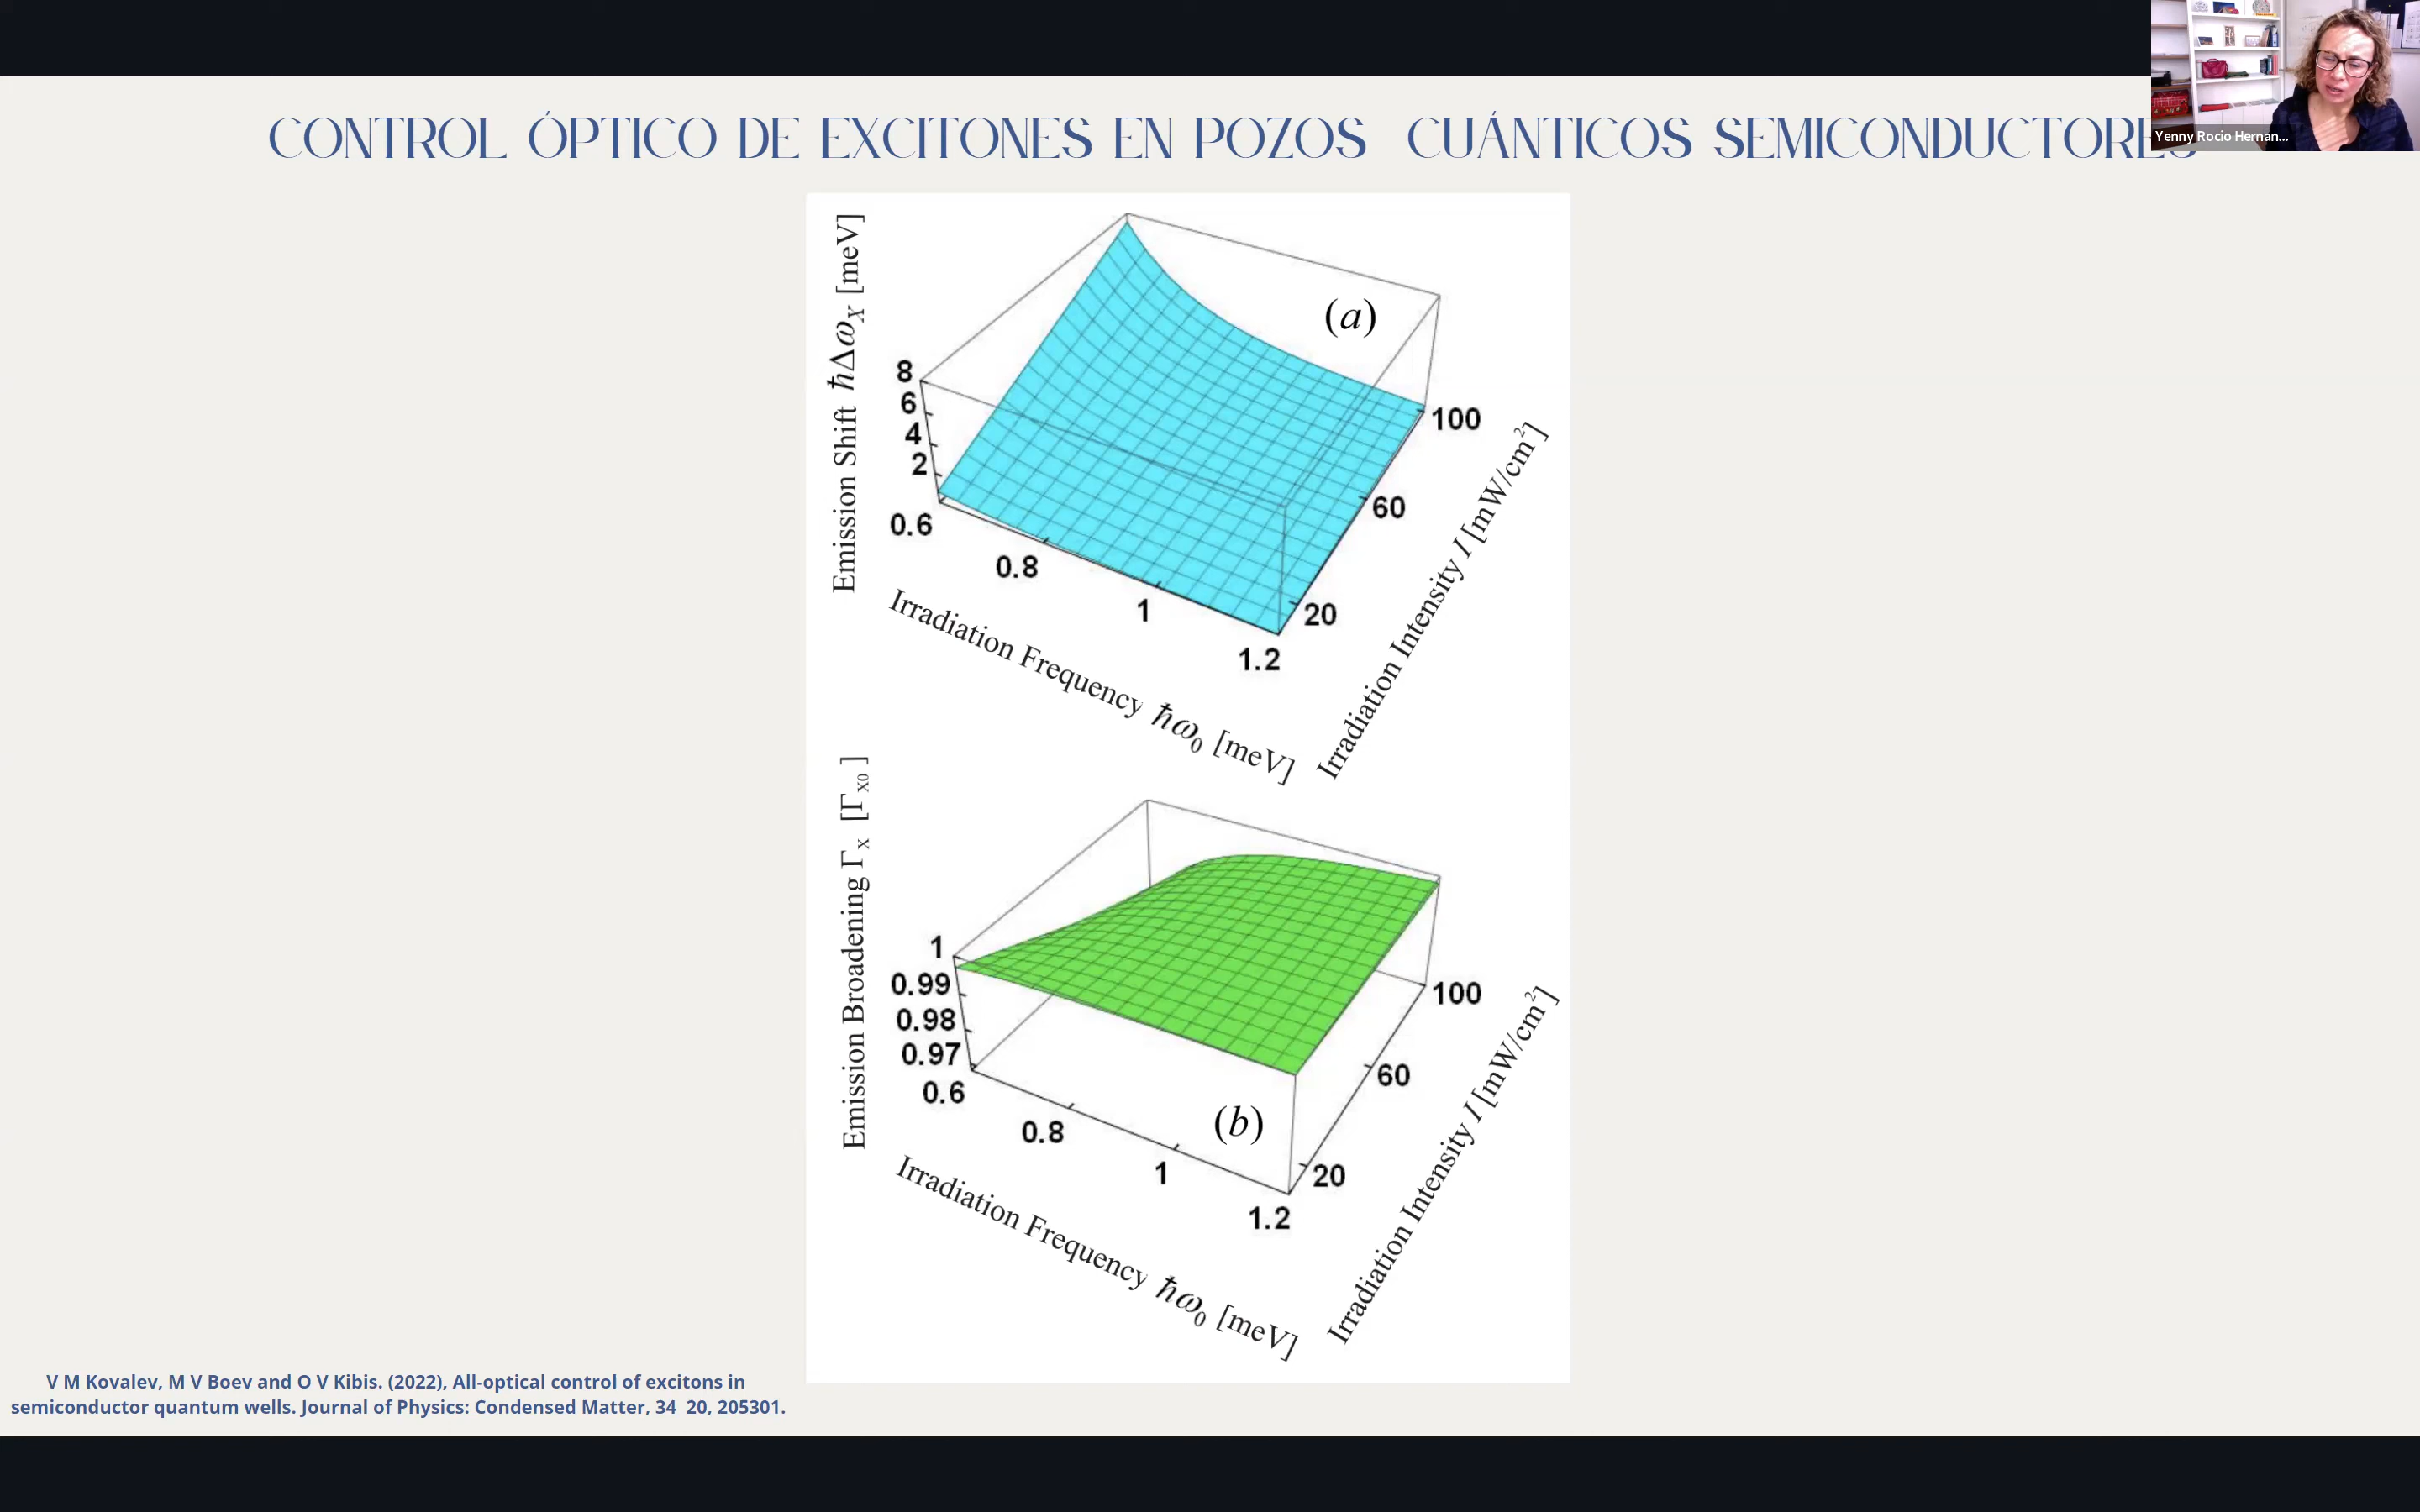 CONTROL ÓPTICO DE EXCITONES EN POZOS CUÁNTICOS SEMICONDUCTORES
Yenny Rocio Hernan...
Emission Shift ℏΔω_X [meV]
(a)
8
6
4
2
0.6
0.8
1
1.2
Irradiation Frequency ℏω_0 [meV]
100
60
20
Irradiation Intensity I [mW/cm²]
Emission Broadening Γ_x [Γ_x0]
1
0.99
0.98
0.97
0.6
0.8
1
1.2
(b)
Irradiation Frequency ℏω_0 [meV]
100
60
20
Irradiation Intensity I [mW/cm²]
V M Kovalev, M V Boev and O V Kibis. (2022), All-optical control of excitons in
semiconductor quantum wells. Journal of Physics: Condensed Matter, 34 20, 205301.